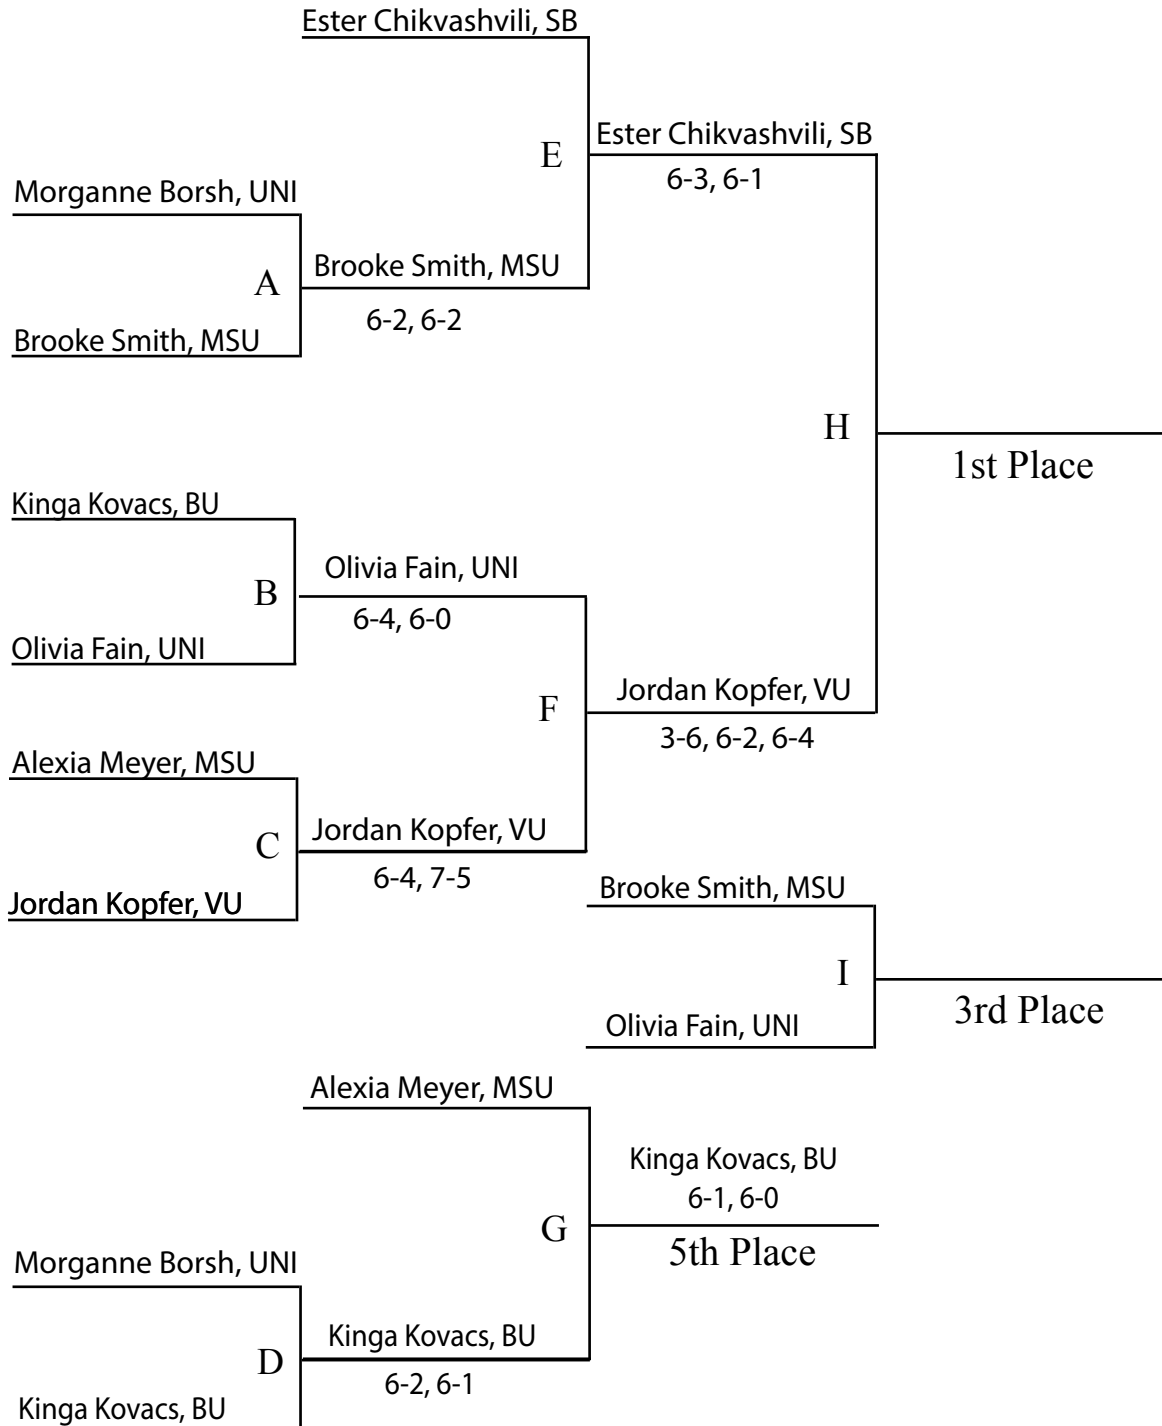 Ester Chikvashvili, SB
E
Ester Chikvashvili, SB
6-3, 6-1
Morganne Borsh, UNI
A
Brooke Smith, MSU
6-2, 6-2
Brooke Smith, MSU
H
1st Place
Kinga Kovacs, BU
B
Olivia Fain, UNI
6-4, 6-0
Olivia Fain, UNI
F
Jordan Kopfer, VU
3-6, 6-2, 6-4
Alexia Meyer, MSU
C
Jordan Kopfer, VU
6-4, 7-5
Jordan Kopfer, VU
Brooke Smith, MSU
I
3rd Place
Olivia Fain, UNI
Alexia Meyer, MSU
Kinga Kovacs, BU
6-1, 6-0
G
5th Place
Morganne Borsh, UNI
D
Kinga Kovacs, BU
6-2, 6-1
Kinga Kovacs, BU